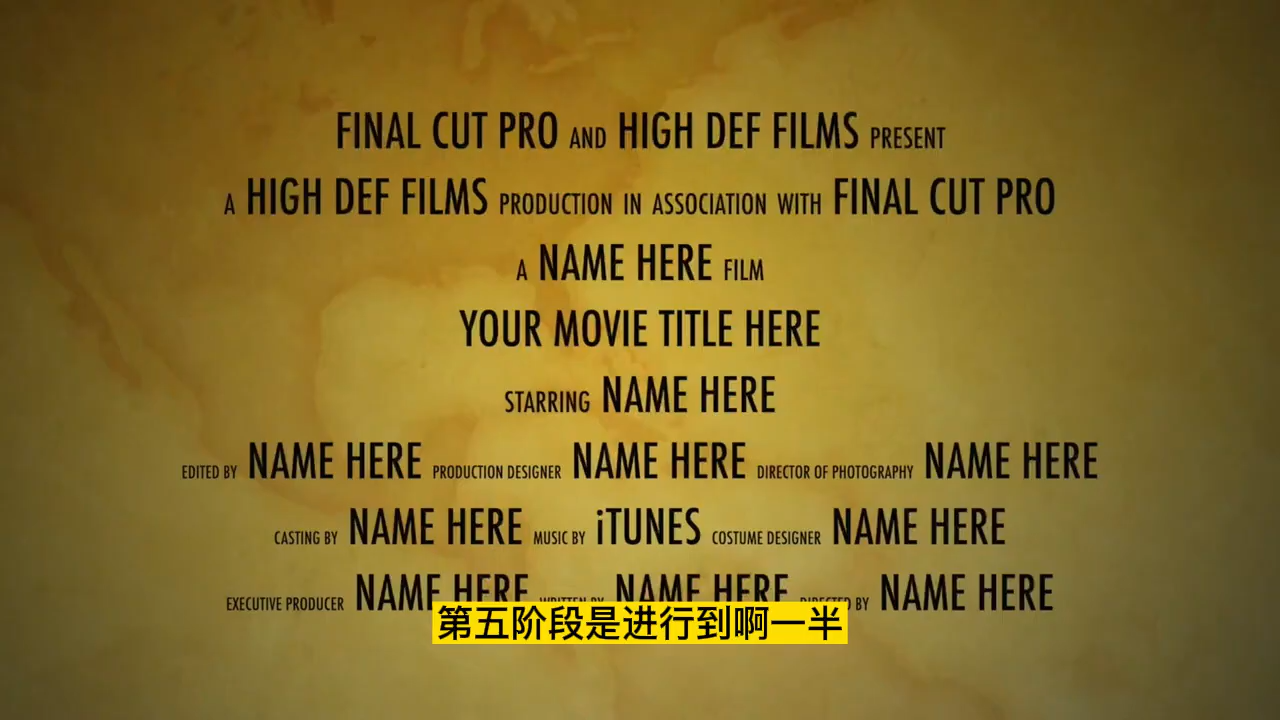 FINAL CUT PRO AND HIGH DEF FILMS PRESENT
A HIGH DEF FILMS PRODUCTION IN ASSOCIATION WITH FINAL CUT PRO
A NAME HERE FILM
YOUR MOVIE TITLE HERE
STARRING NAME HERE
EDITED BY NAME HERE PRODUCTION DESIGNER NAME HERE DIRECTOR OF PHOTOGRAPHY NAME HERE
CASTING BY NAME HERE MUSIC BY iTUNES COSTUME DESIGNER NAME HERE
EXECUTIVE PRODUCER NAME HERE WRITTEN BY NAME HERE DIRECTED BY NAME HERE
第五阶段是进行到啊一半